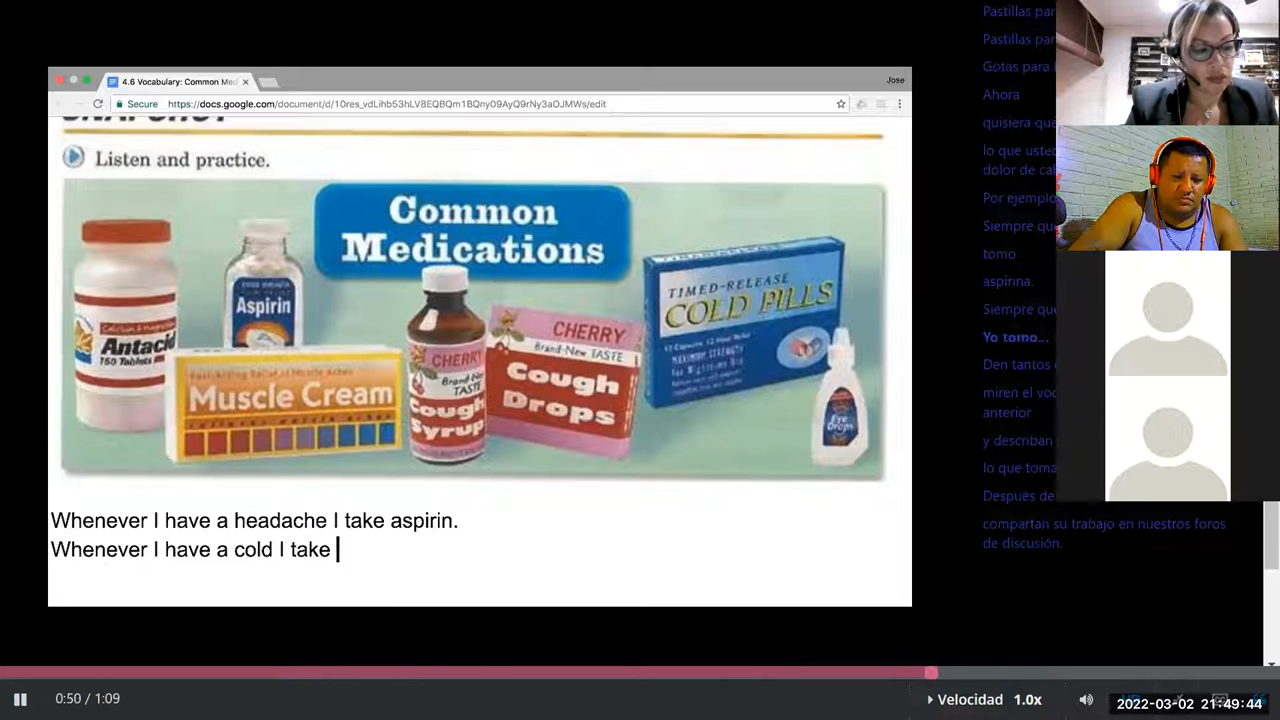 4.6 Vocabulary: Common Med
Jose
Secure https://docs.google.com/document/d/10res_vdLihb53hLV8EQBQm1BQny09AyQ9rNy3aOJMWs/edit
SNAPSHOT
Listen and practice.
Common
Medications
Antacid
150 Tablets
Aspirin
Muscle Cream
CHERRY
Brand-New
TASTE
Cough
Syrup
CHERRY
Brand-New TASTE
Cough
Drops
TIMED-RELEASE
COLD PILLS
MAXIMUM STRENGTH
Eye
Drops
Whenever I have a headache I take aspirin.
Whenever I have a cold I take
Pastillas par
Pastillas par
Gotas para
Ahora
quisiera que
lo que uste
dolor de ca
Por ejemplo
Siempre que
tomo
aspirina.
Siempre que
Yo tomo...
Den tantos
miren el voc
anterior
y describan
lo que toma
Después de
compartan su trabajo en nuestros foros
de discusión.
0:50 / 1:09
Velocidad 1.0x
2022-03-02 21:49:44